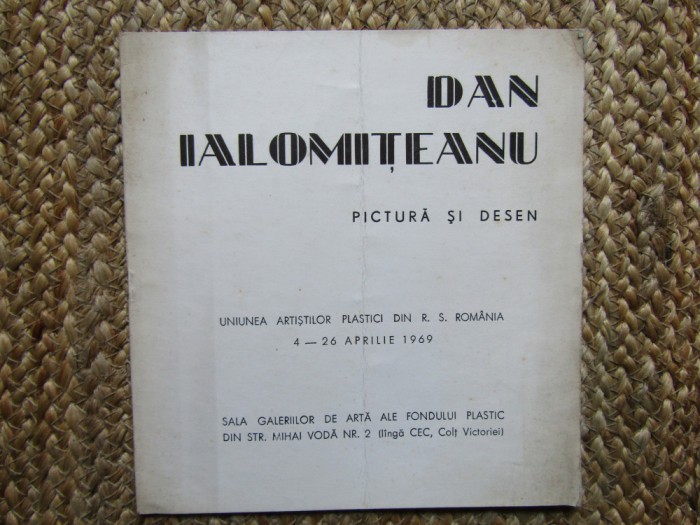 DAN
IALOMIȚEANU
PICTURĂ ȘI DESEN
UNIUNEA ARTIȘTILOR PLASTICI DIN R. S. ROMÂNIA
4 — 26 APRILIE 1969
SALA GALERIILOR DE ARTĂ ALE FONDULUI PLASTIC
DIN STR. MIHAI VODĂ NR. 2 (lîngă CEC, Colț Victoriei)